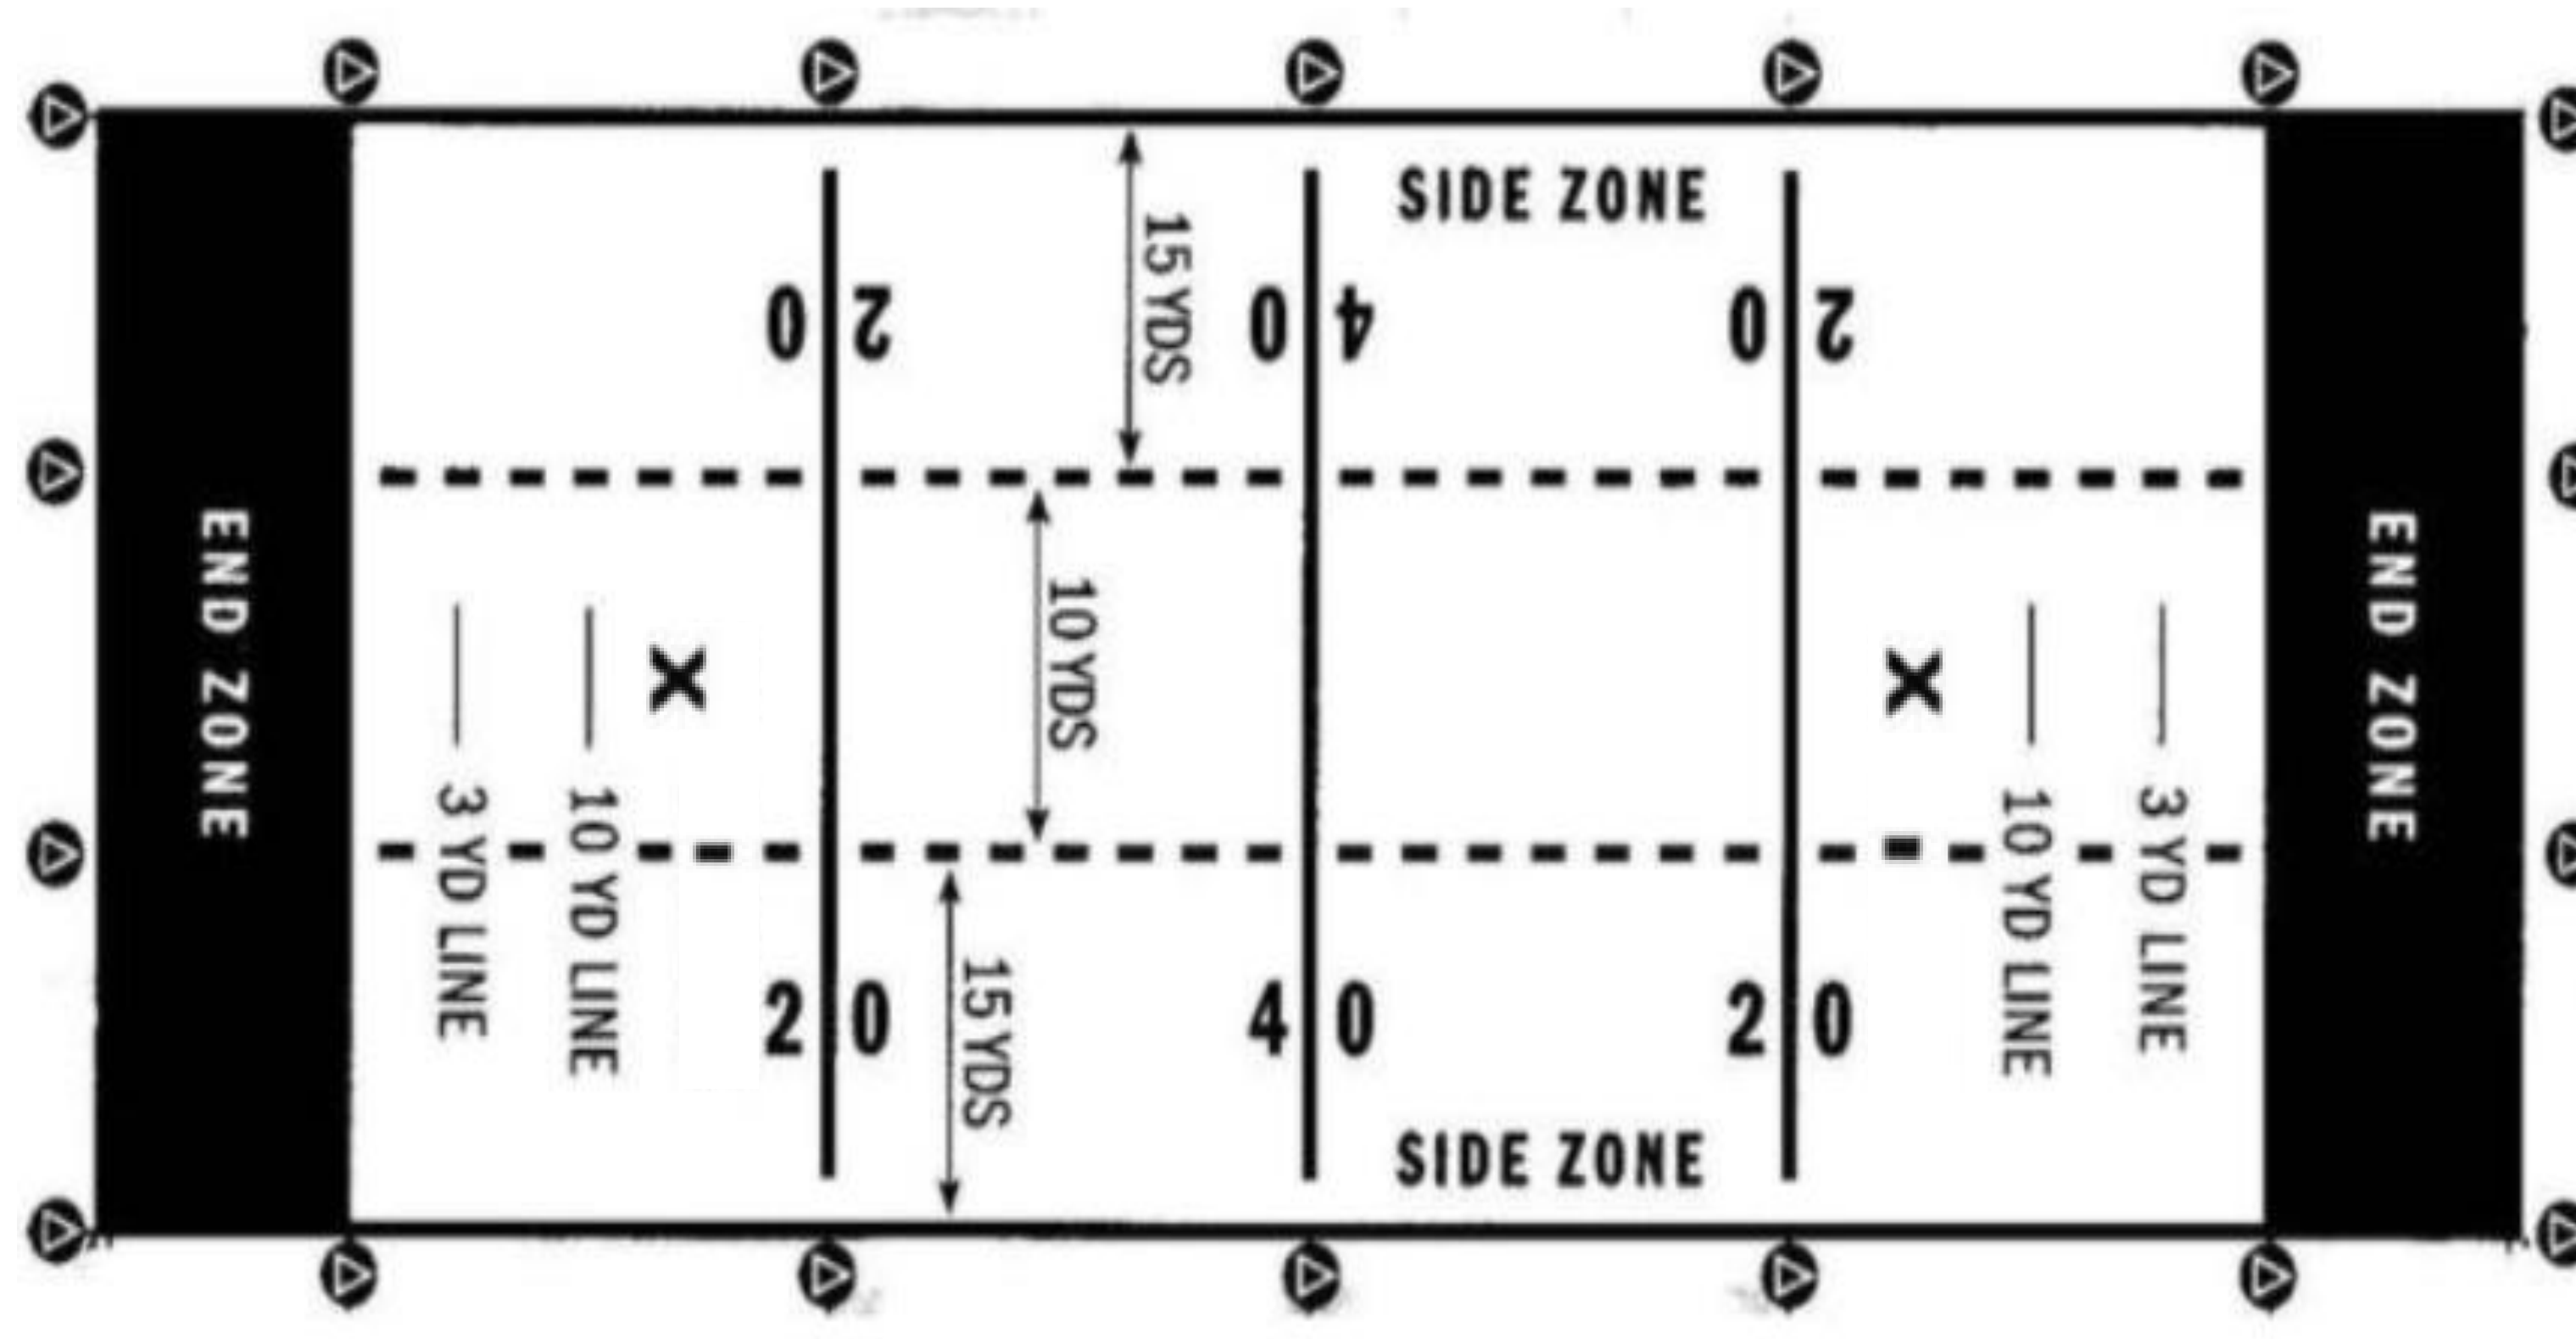 SIDE ZONE
15 YDS
20
40
20
END ZONE
10 YDS
END ZONE
3 YD LINE
10 YD LINE
10 YD LINE
3 YD LINE
20
15 YDS
40
20
SIDE ZONE